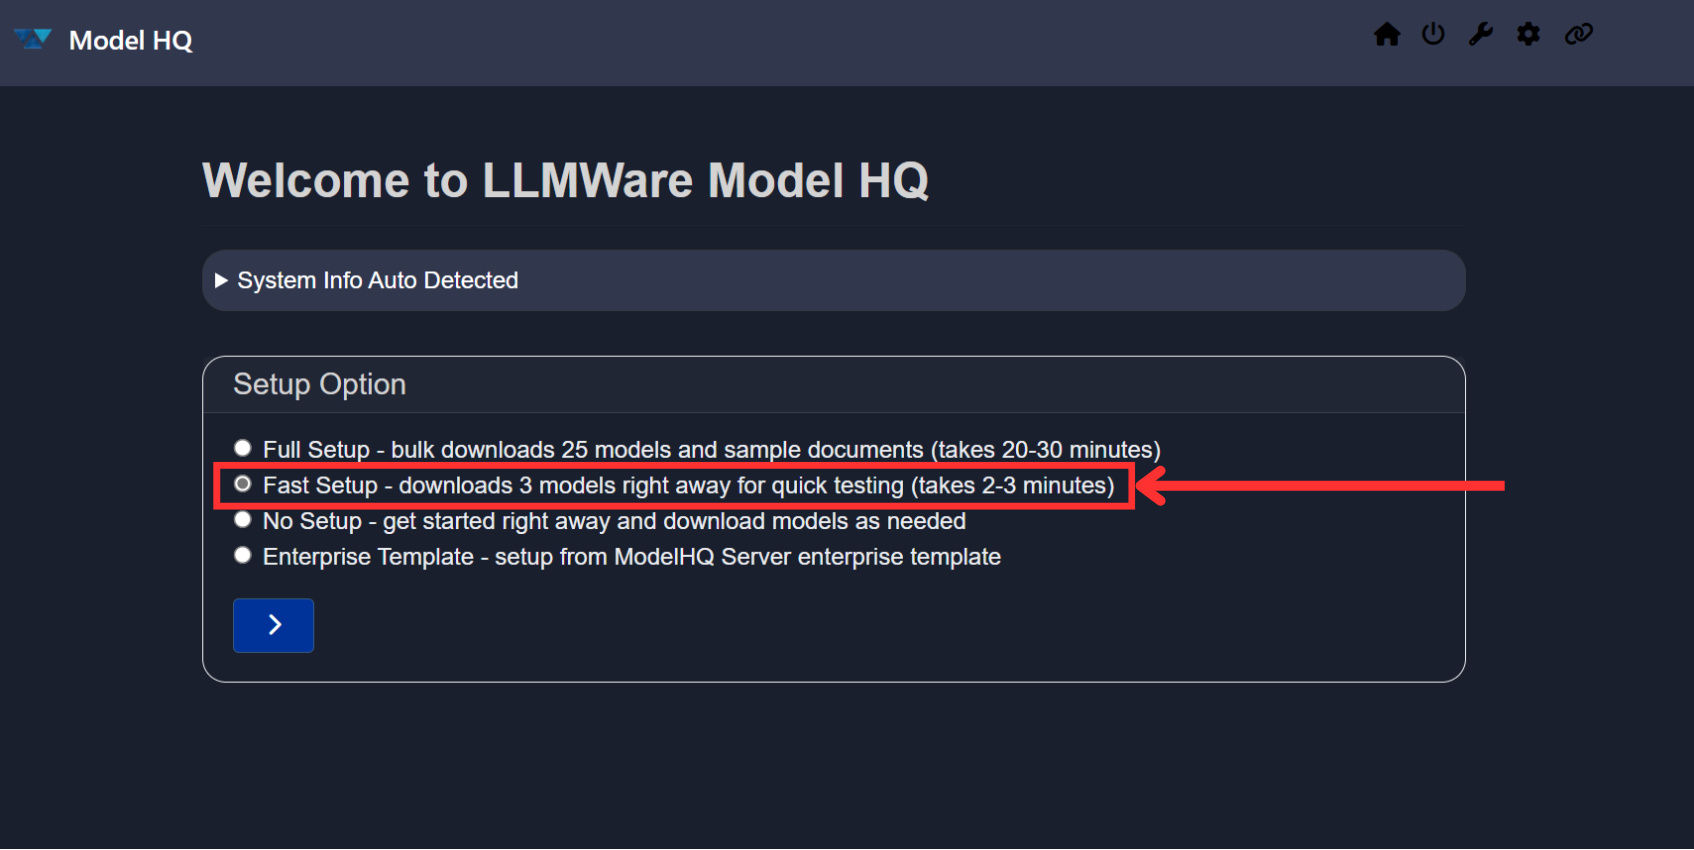 Model HQ
Welcome to LLMWare Model HQ
System Info Auto Detected
Setup Option
Full Setup - bulk downloads 25 models and sample documents (takes 20-30 minutes)
Fast Setup - downloads 3 models right away for quick testing (takes 2-3 minutes)
No Setup - get started right away and download models as needed
Enterprise Template - setup from ModelHQ Server enterprise template